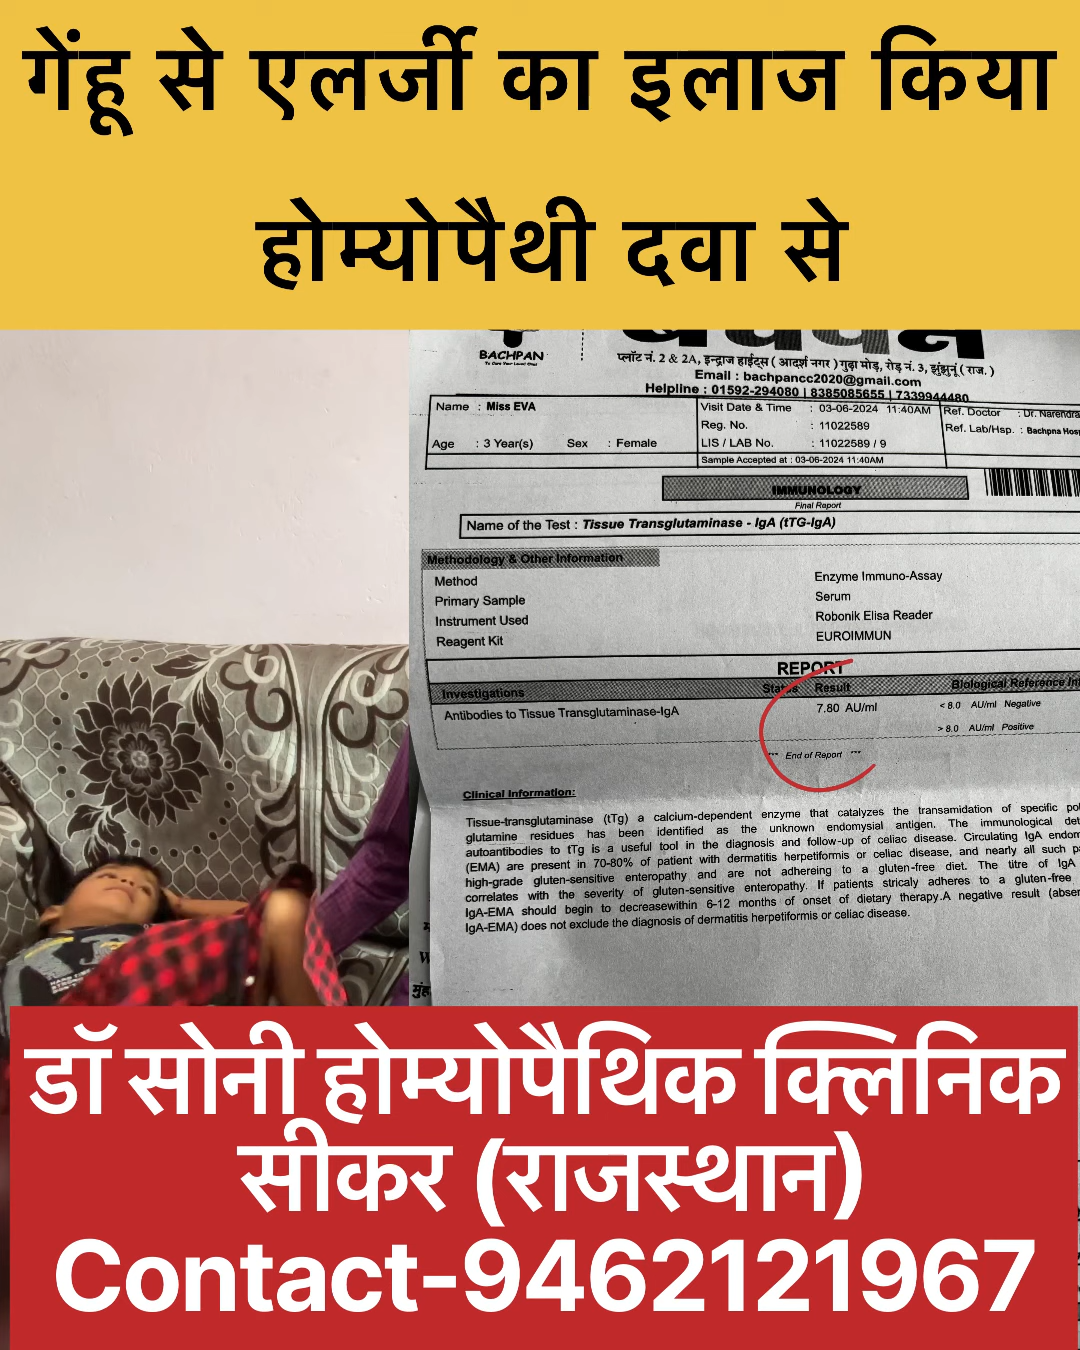 गेंहू से एलर्जी का इलाज किया
होम्योपैथी दवा से
BACHPAN
To Care Your Loved Ones
प्लॉट नं. 2 & 2A, इन्द्राज हाईट्स ( आदर्श नगर ) गुढ़ा मोड़, रोड़ नं. 3, झुंझुनूं ( राज. )
Email : bachpancc2020@gmail.com
Helpline : 01592-294080 | 8385085655 | 7339944480
Name : Miss EVA
Age : 3 Year(s) Sex : Female
Visit Date & Time : 03-06-2024 11:40AM
Reg. No. : 11022589
LIS / LAB No. : 11022589 / 9
Sample Accepted at : 03-06-2024 11:40AM
Ref. Doctor : Dr. Narendra
Ref. Lab/Hsp. : Bachpna Hosp
IMMUNOLOGY
Final Report
Name of the Test : Tissue Transglutaminase - IgA (tTG-IgA)
Methodology & Other Information
Method Enzyme Immuno-Assay
Primary Sample Serum
Instrument Used Robonik Elisa Reader
Reagent Kit EUROIMMUN
REPORT
Investigations Status Result Biological Reference Int
Antibodies to Tissue Transglutaminase-IgA 7.80 AU/ml < 8.0 AU/ml Negative
> 8.0 AU/ml Positive
*** End of Report ***
Clinical Information:
Tissue-transglutaminase (tTg) a calcium-dependent enzyme that catalyzes the transamidation of specific pol
glutamine residues has been identified as the unknown endomysial antigen. The immunological det
autoantibodies to tTg is a useful tool in the diagnosis and follow-up of celiac disease. Circulating IgA endom
(EMA) are present in 70-80% of patient with dermatitis herpetiformis or celiac disease, and nearly all such pa
high-grade gluten-sensitive enteropathy and are not adhereing to a gluten-free diet. The titre of IgA
correlates with the severity of gluten-sensitive enteropathy. If patients stricaly adheres to a gluten-free
IgA-EMA should begin to decreasewithin 6-12 months of onset of dietary therapy.A negative result (absen
IgA-EMA) does not exclude the diagnosis of dermatitis herpetiformis or celiac disease.
डॉ सोनी होम्योपैथिक क्लिनिक
सीकर (राजस्थान)
Contact-9462121967